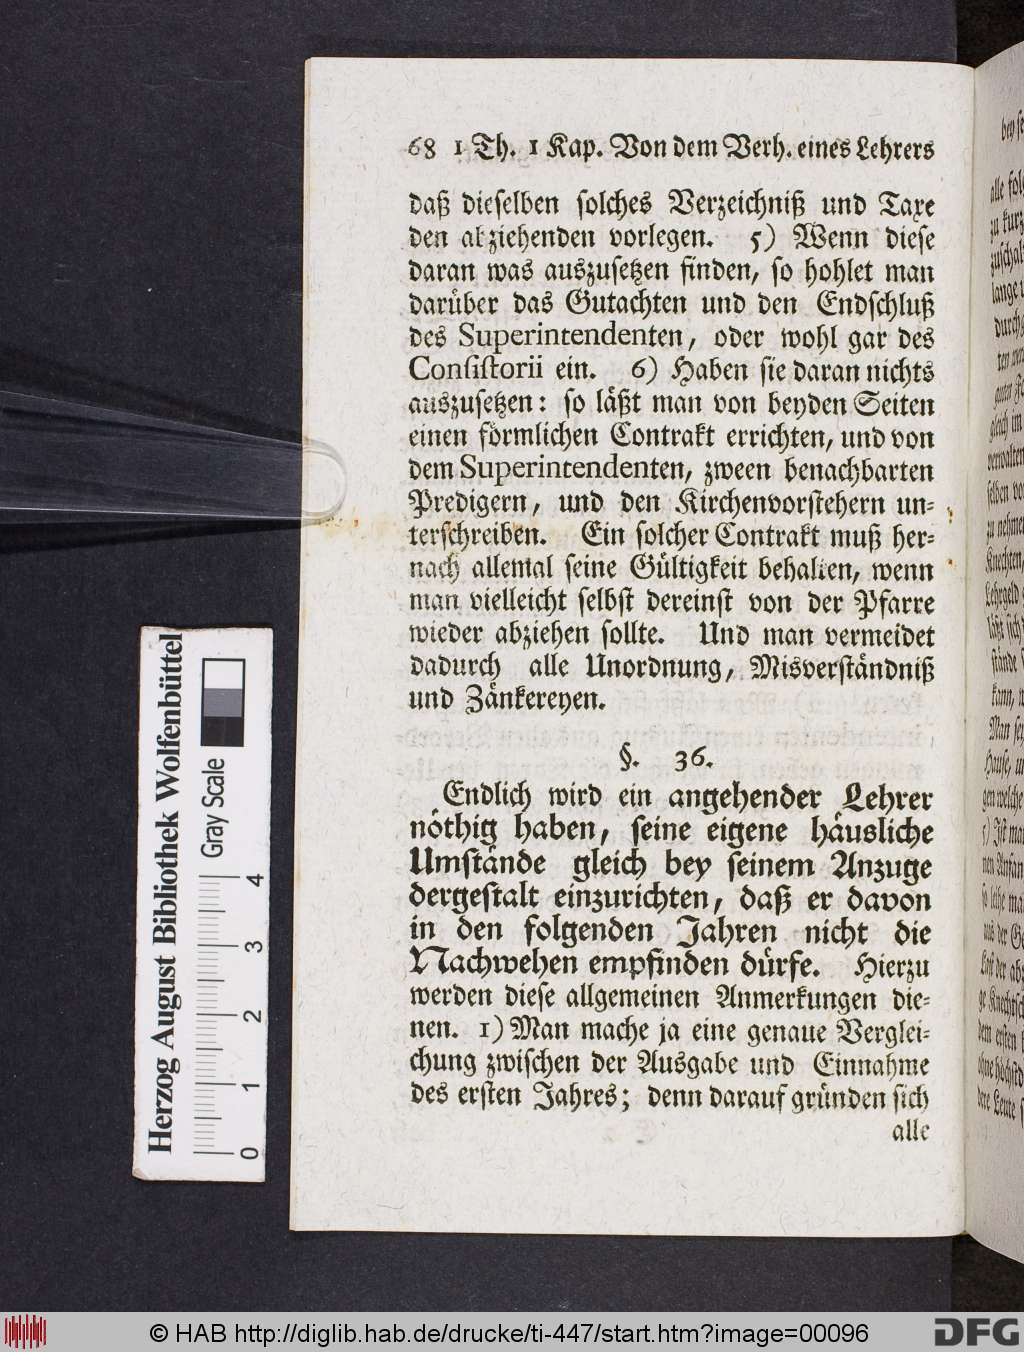 68 1 Th. 1 Kap. Von dem Verh. eines Lehrers
daß dieselben solches Verzeichniß und Taxe
den abziehenden vorlegen. 5) Wenn diese
daran was auszusetzen finden, so hohlet man
darüber das Gutachten und den Endschluß
des Superintendenten, oder wohl gar des
Consistorii ein. 6) Haben sie daran nichts
auszusetzen: so läßt man von beyden Seiten
einen förmlichen Contrakt errichten, und von
dem Superintendenten, zween benachbarten
Predigern, und den Kirchenvorstehern un-
terschreiben. Ein solcher Contrakt muß her-
nach allemal seine Gültigkeit behalten, wenn
man vielleicht selbst dereinst von der Pfarre
wieder abziehen sollte. Und man vermeidet
dadurch alle Unordnung, Misverständniß
und Zänkereyen.
§. 36.
Endlich wird ein angehender Lehrer
nöthig haben, seine eigene häusliche
Umstände gleich bey seinem Anzuge
dergestalt einzurichten, daß er davon
in den folgenden Jahren nicht die
Nachwehen empfinden dürfe. Hierzu
werden diese allgemeinen Anmerkungen die-
nen. 1) Man mache ja eine genaue Verglei-
chung zwischen der Ausgabe und Einnahme
des ersten Jahres; denn darauf gründen sich
alle
Herzog August Bibliothek Wolfenbüttel
Gray Scale
0 1 2 3 4
© HAB http://diglib.hab.de/drucke/ti-447/start.htm?image=00096
DFG